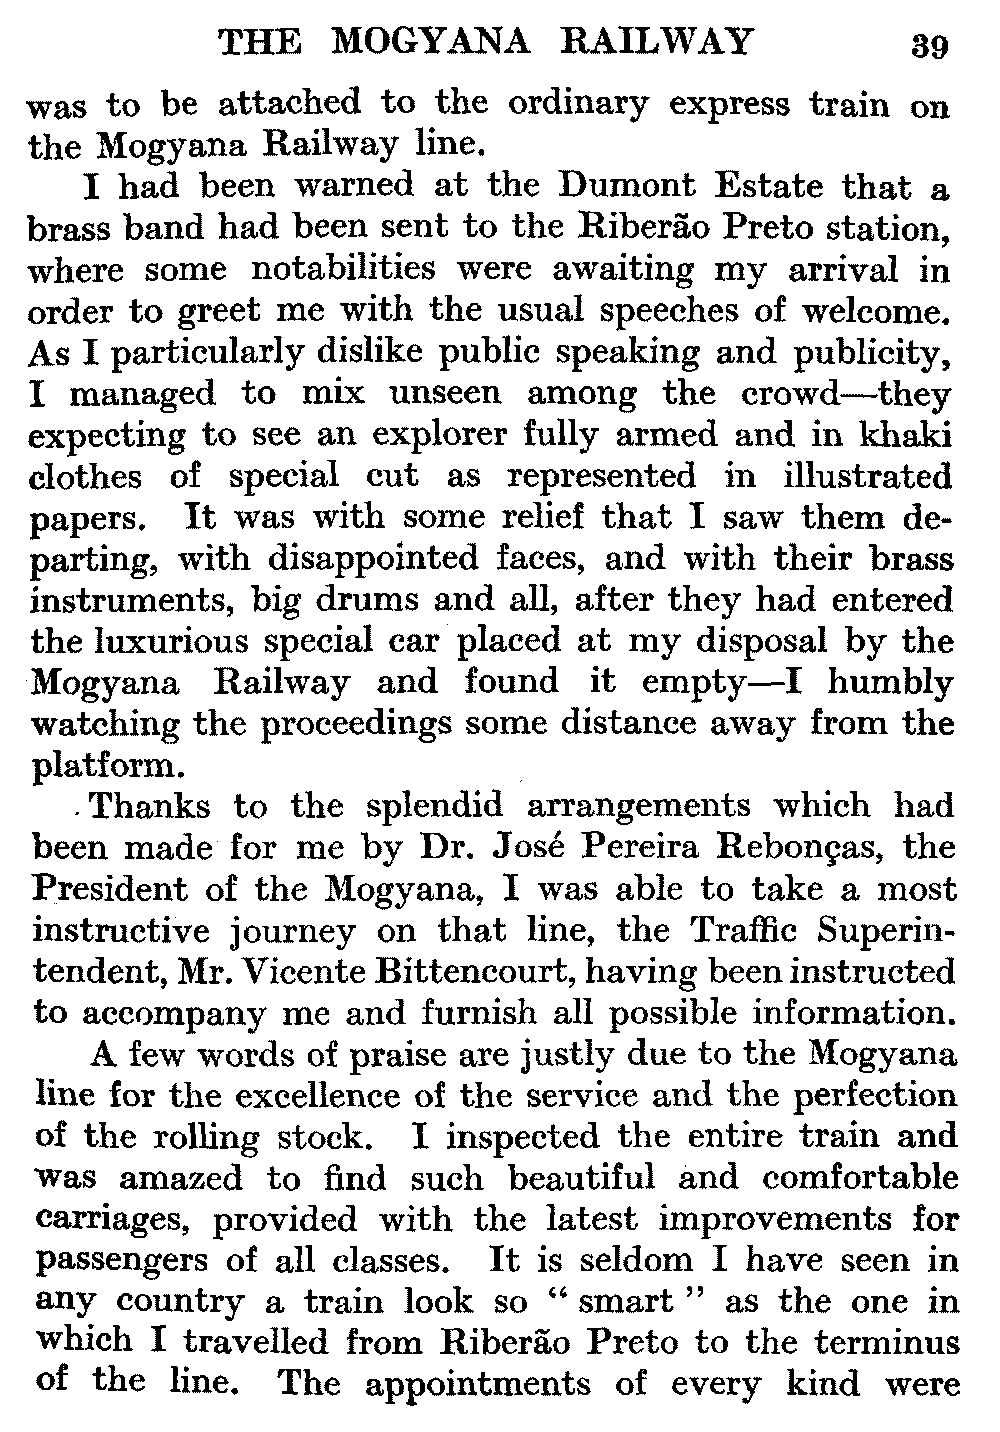 THE MOGYANA RAILWAY 39
was to be attached to the ordinary express train on
the Mogyana Railway line.
I had been warned at the Dumont Estate that a
brass band had been sent to the Riberão Preto station,
where some notabilities were awaiting my arrival in
order to greet me with the usual speeches of welcome.
As I particularly dislike public speaking and publicity,
I managed to mix unseen among the crowd—they
expecting to see an explorer fully armed and in khaki
clothes of special cut as represented in illustrated
papers. It was with some relief that I saw them de-
parting, with disappointed faces, and with their brass
instruments, big drums and all, after they had entered
the luxurious special car placed at my disposal by the
Mogyana Railway and found it empty—I humbly
watching the proceedings some distance away from the
platform.
Thanks to the splendid arrangements which had
been made for me by Dr. José Pereira Rebonças, the
President of the Mogyana, I was able to take a most
instructive journey on that line, the Traffic Superin-
tendent, Mr. Vicente Bittencourt, having been instructed
to accompany me and furnish all possible information.
A few words of praise are justly due to the Mogyana
line for the excellence of the service and the perfection
of the rolling stock. I inspected the entire train and
was amazed to find such beautiful and comfortable
carriages, provided with the latest improvements for
passengers of all classes. It is seldom I have seen in
any country a train look so “ smart ” as the one in
which I travelled from Riberão Preto to the terminus
of the line. The appointments of every kind were